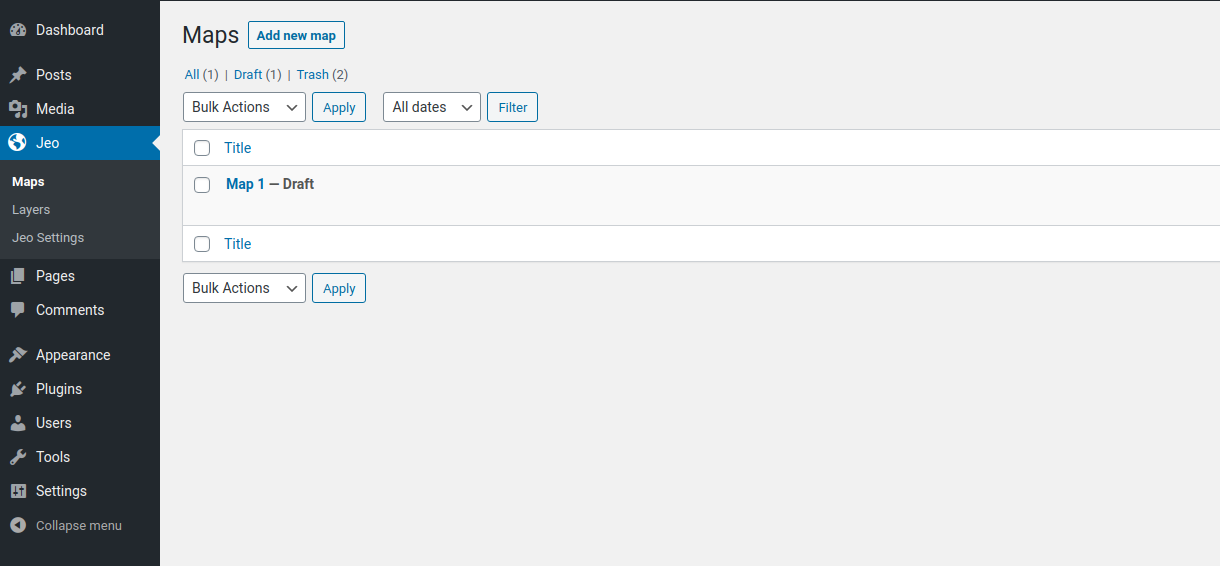 Dashboard
Posts
Media
Jeo
Maps
Layers
Jeo Settings
Pages
Comments
Appearance
Plugins
Users
Tools
Settings
Collapse menu
Maps Add new map
All (1) | Draft (1) | Trash (2)
Bulk Actions Apply All dates Filter
Title
Map 1 — Draft
Title
Bulk Actions Apply